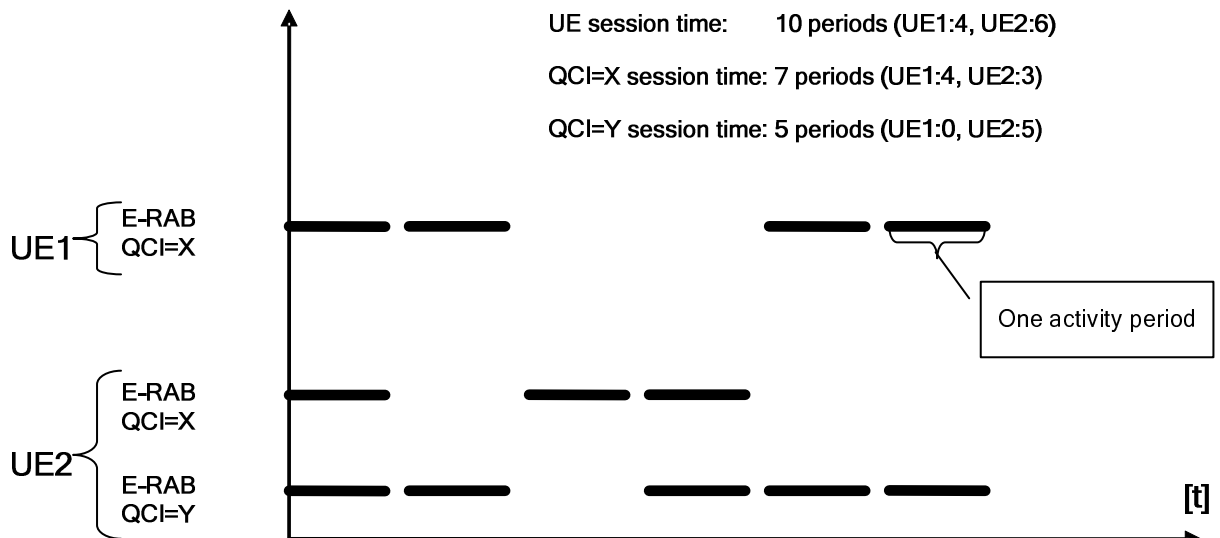 UE session time: 10 periods (UE1:4, UE2:6)
QCI=X session time: 7 periods (UE1:4, UE2:3)
QCI=Y session time: 5 periods (UE1:0, UE2:5)
UE1
E-RAB
QCI=X
One activity period
UE2
E-RAB
QCI=X
E-RAB
QCI=Y
[t]